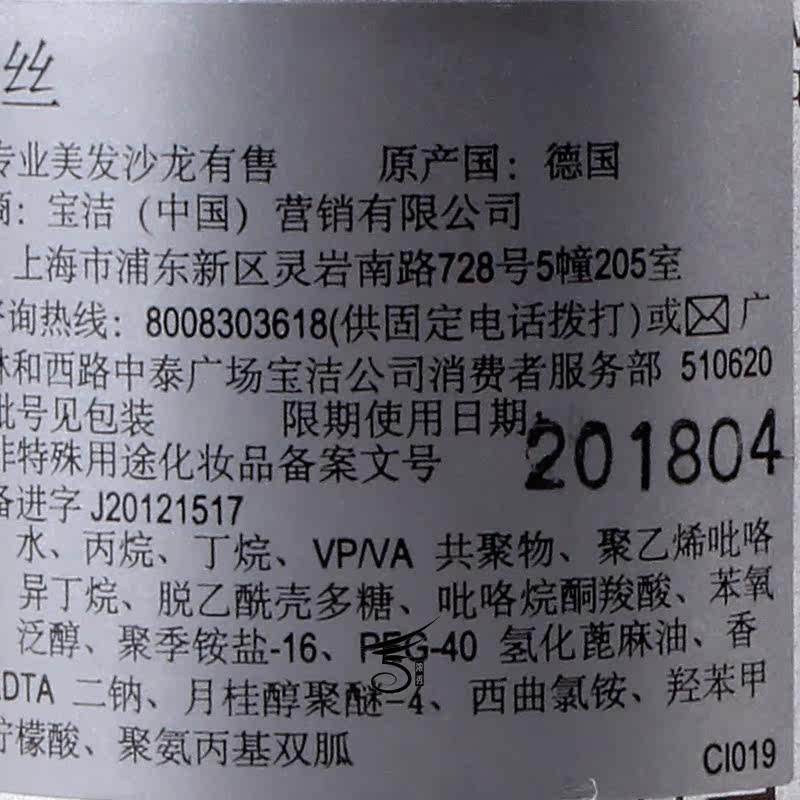 丝
专业美发沙龙有售 原产国：德国
商：宝洁（中国）营销有限公司
上海市浦东新区灵岩南路728号5幢205室
咨询热线：8008303618(供固定电话拨打)或 广
林和西路中泰广场宝洁公司消费者服务部 510620
批号见包装 限期使用日期：201804
非特殊用途化妆品备案文号
备进字 J20121517
水、丙烷、丁烷、VP/VA 共聚物、聚乙烯吡咯
异丁烷、脱乙酰壳多糖、吡咯烷酮羧酸、苯氧
泛醇、聚季铵盐-16、PEG-40 氢化蓖麻油、香
EDTA 二钠、月桂醇聚醚-4、西曲氯铵、羟苯甲
柠檬酸、聚氨丙基双胍
CI019